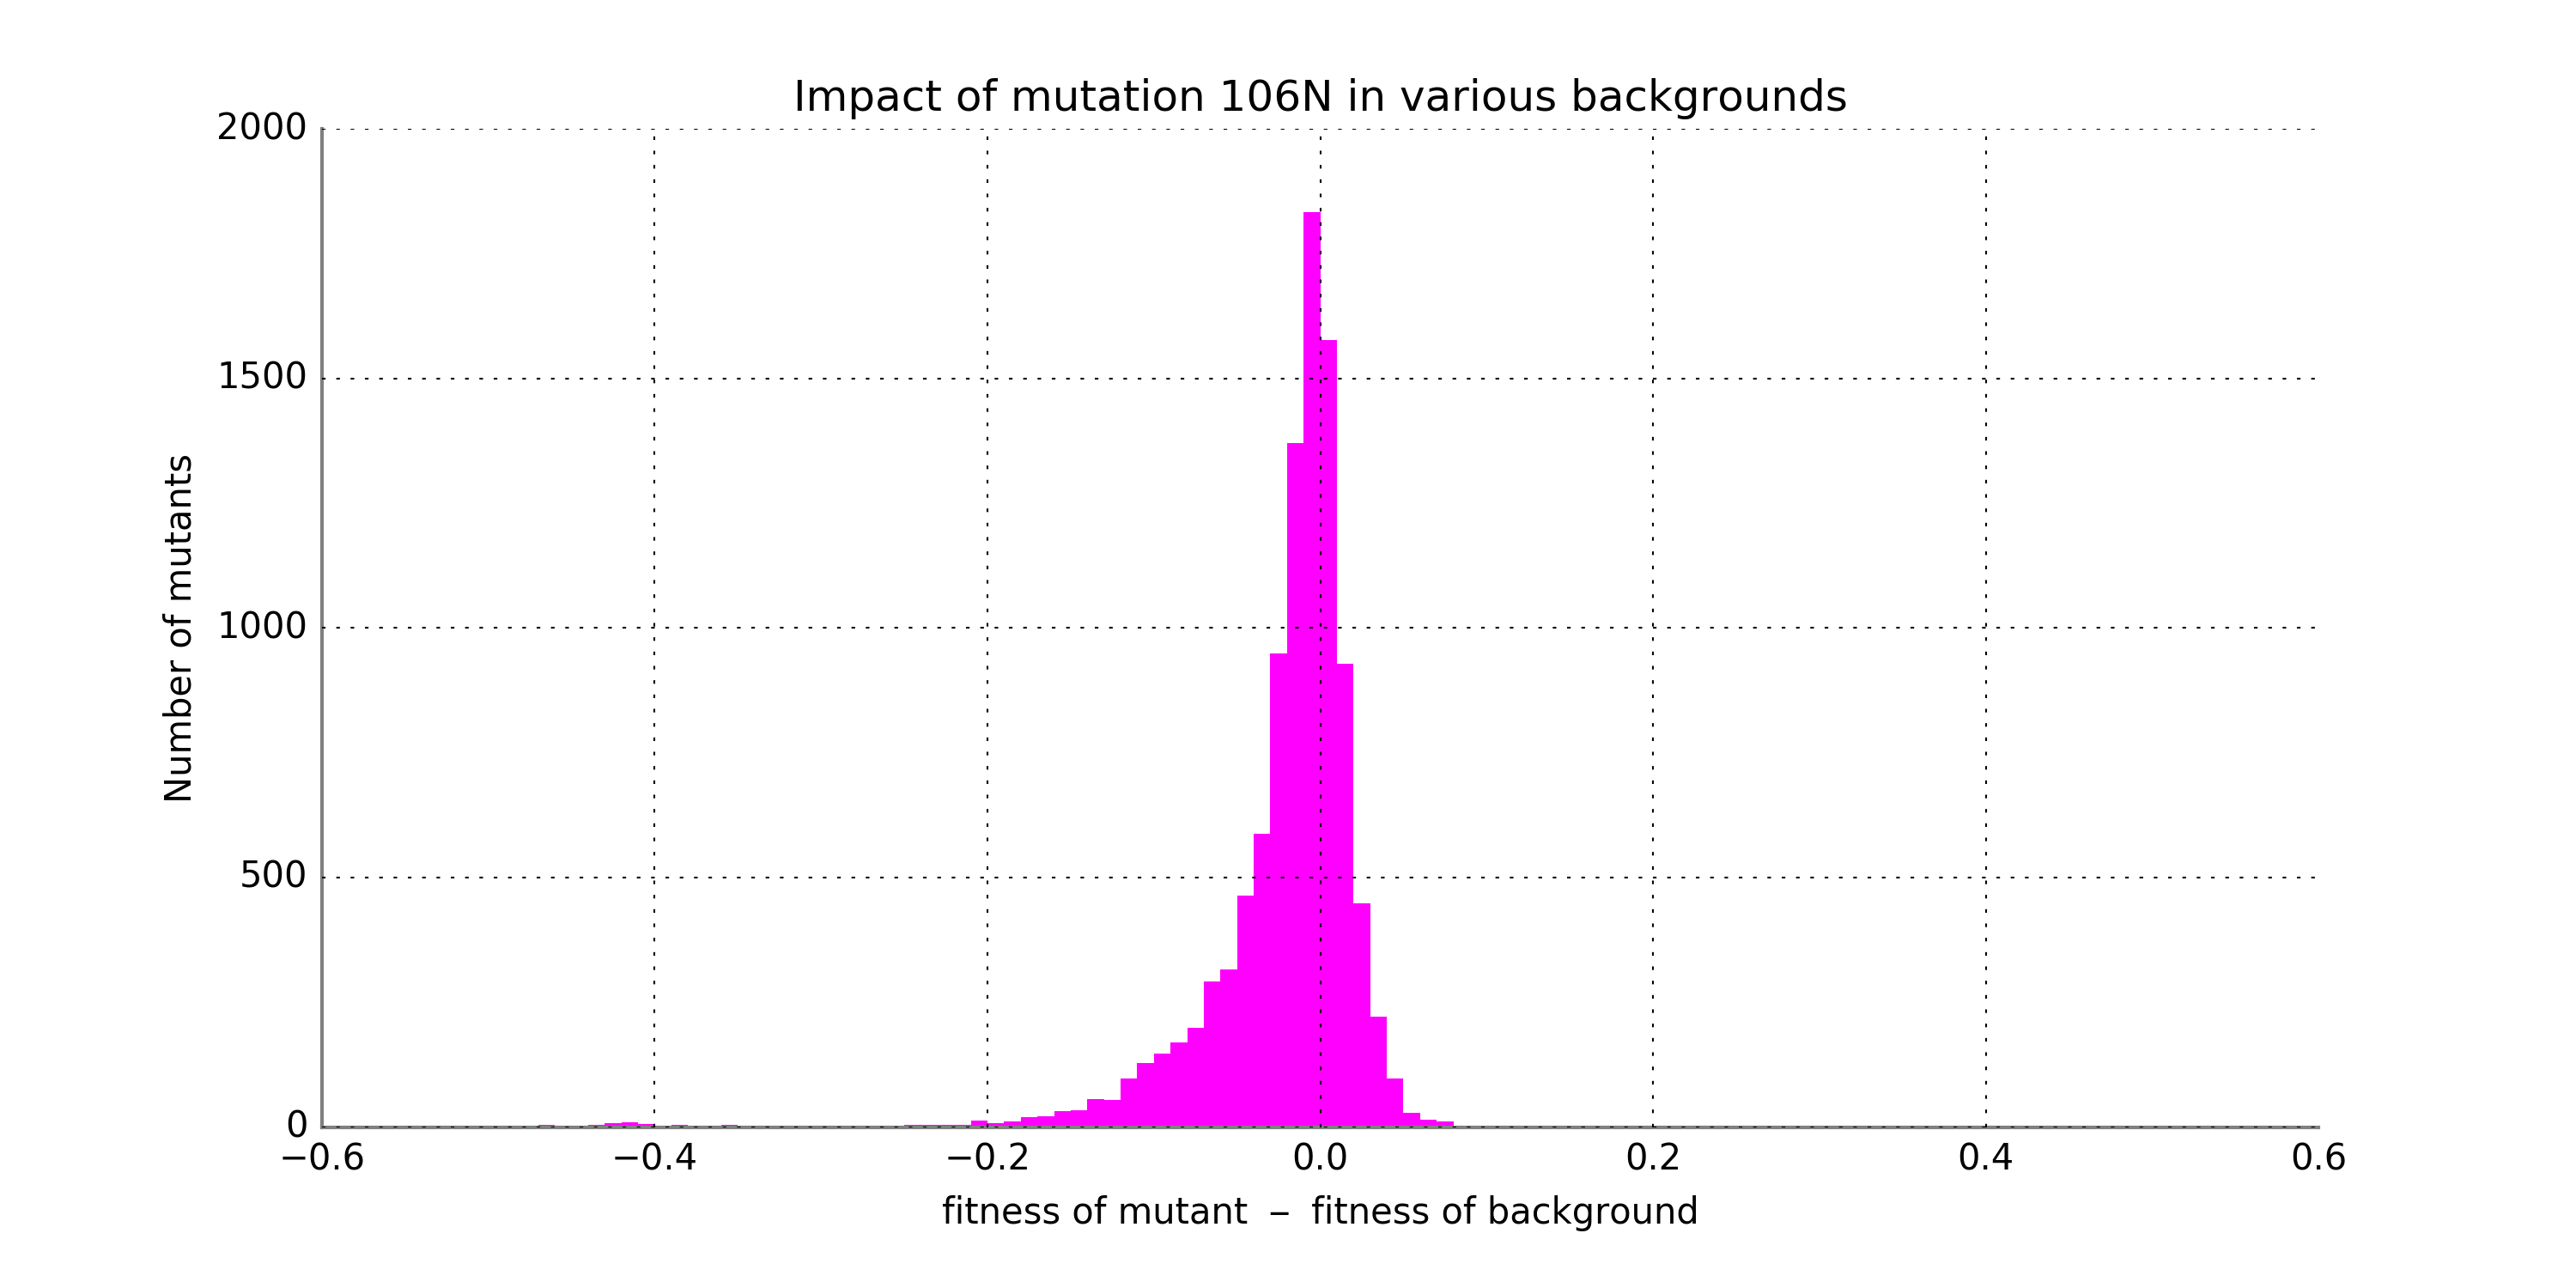 Impact of mutation 106N in various backgrounds
2000
1500
1000
500
0
Number of mutants
−0.6 −0.4 −0.2 0.0 0.2 0.4 0.6
fitness of mutant − fitness of background